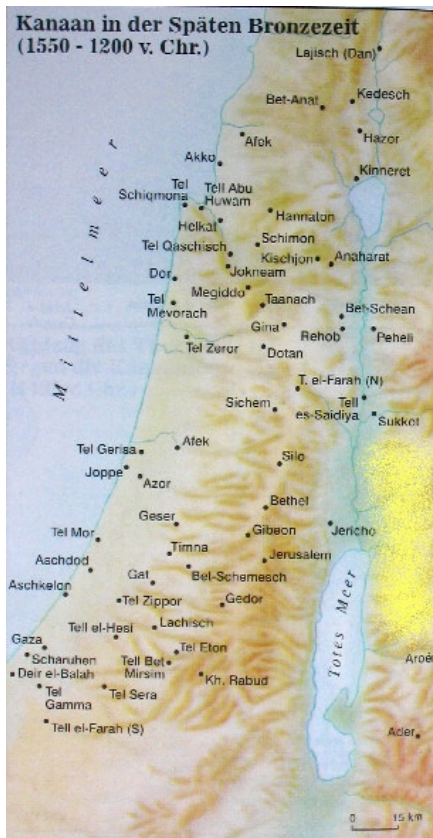 Kanaan in der Späten Bronzezeit
(1550 - 1200 v. Chr.)
Lajisch (Dan)
Bet-Anat
Kedesch
Afek
Hazor
Akko
Kinneret
Tel
Schiqmona
Tell Abu
Huwam
Hannaton
Helkat
Schimon
Tel Qaschisch
Kischjon
Anaharat
Jokneam
Dor
Megiddo
Taanach
Tel
Mevorach
Bet-Schean
Gina
Rehob
Peheli
Tel Zeror
Dotan
Mittelmeer
T. el-Farah (N)
Sichem
Tell
es-Saidiya
Sukkot
Tel Gerisa
Afek
Joppe
Silo
Azor
Bethel
Geser
Gibeon
Jericho
Tel Mor
Timna
Jerusalem
Aschdod
Gat
Bet-Schemesch
Aschkelon
Tel Zippor
Gedor
Totes Meer
Tell el-Hesi
Lachisch
Gaza
Tel Eton
Scharuhen
Tell Bet
Mirsim
Deir el-Balah
Kh. Rabud
Tel
Gamma
Tel Sera
Tell el-Farah (S)
Aroë
Ader
0 15 km